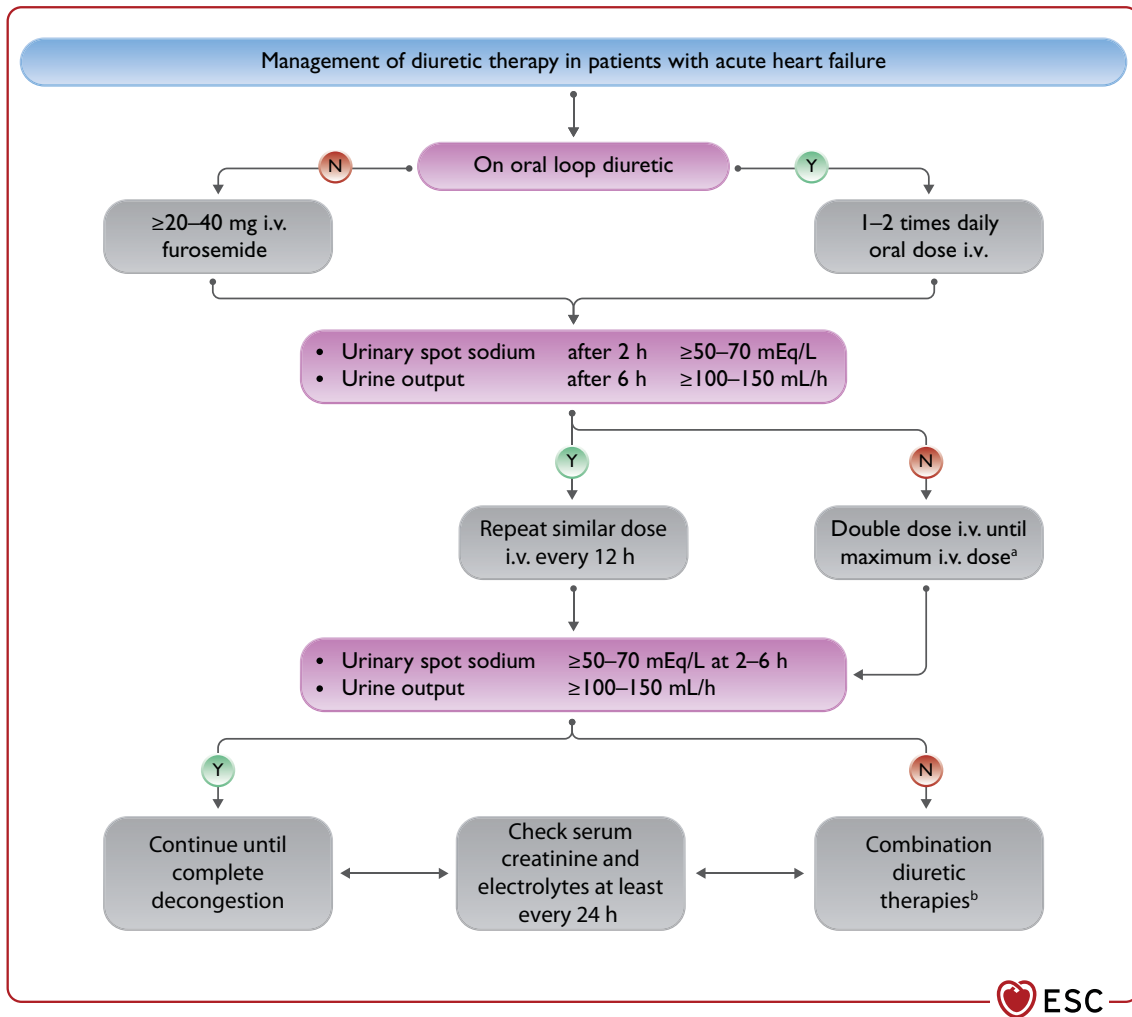 Management of diuretic therapy in patients with acute heart failure
On oral loop diuretic
N
Y
≥20–40 mg i.v.
furosemide
1–2 times daily
oral dose i.v.
• Urinary spot sodium after 2 h ≥50–70 mEq/L
• Urine output after 6 h ≥100–150 mL/h
Y
N
Repeat similar dose
i.v. every 12 h
Double dose i.v. until
maximum i.v. doseᵃ
• Urinary spot sodium ≥50–70 mEq/L at 2–6 h
• Urine output ≥100–150 mL/h
Y
N
Continue until
complete
decongestion
Check serum
creatinine and
electrolytes at least
every 24 h
Combination
diuretic
therapiesᵇ
ESC